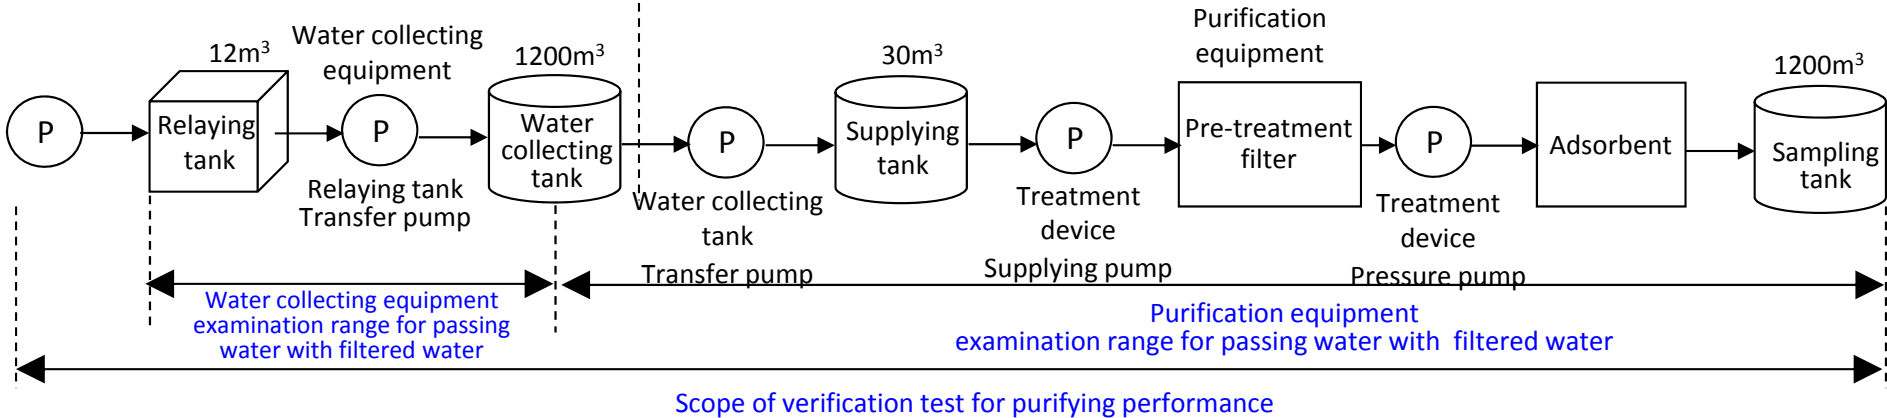 P
12m³
Relaying
tank
Water collecting
equipment
P
Relaying tank
Transfer pump
1200m³
Water
collecting
tank
P
Water collecting
tank
Transfer pump
30m³
Supplying
tank
P
Treatment
device
Supplying pump
Purification
equipment
Pre-treatment
filter
P
Treatment
device
Pressure pump
Adsorbent
1200m³
Sampling
tank
Water collecting equipment
examination range for passing
water with filtered water
Purification equipment
examination range for passing water with filtered water
Scope of verification test for purifying performance